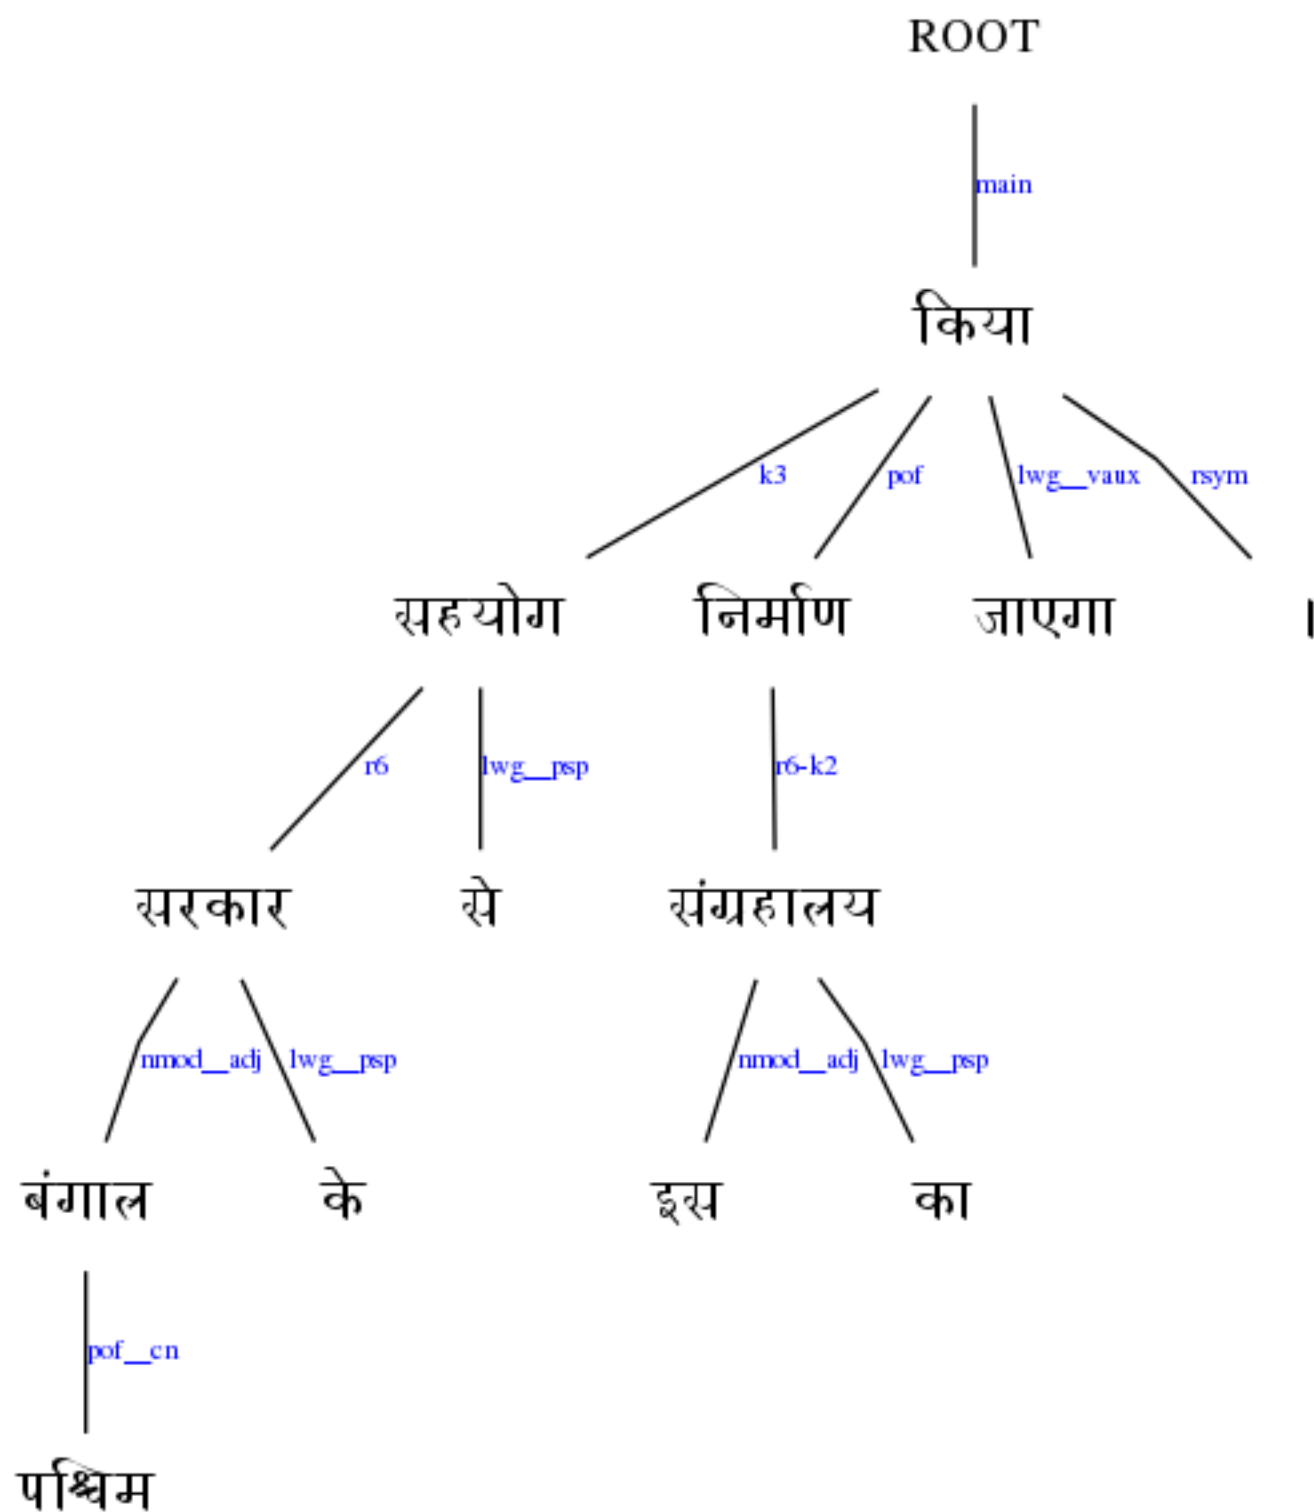 ROOT
main
किया
k3 pof lwg__vaux rsym
सहयोग निर्माण जाएगा ।
r6 lwg__psp r6-k2
सरकार से संग्रहालय
nmod__adj lwg__psp nmod__adj lwg__psp
बंगाल के इस का
pof__cn
पश्चिम